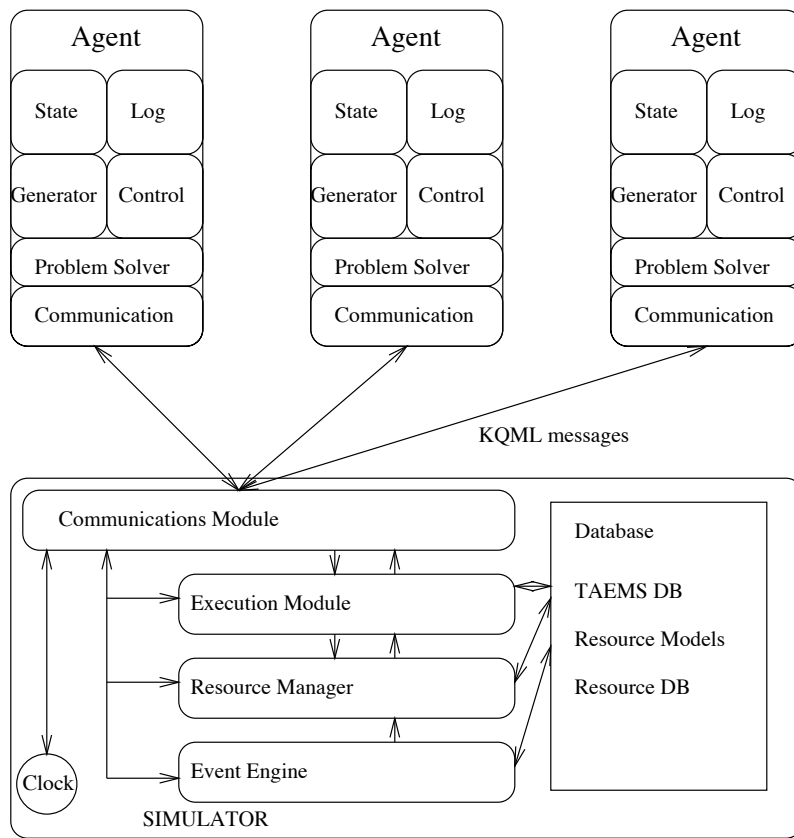 Agent Agent Agent
State Log State Log State Log
Generator Control Generator Control Generator Control
Problem Solver Problem Solver Problem Solver
Communication Communication Communication
KQML messages
Communications Module
Database
Execution Module
TAEMS DB
Resource Models
Resource Manager
Resource DB
Event Engine
Clock
SIMULATOR